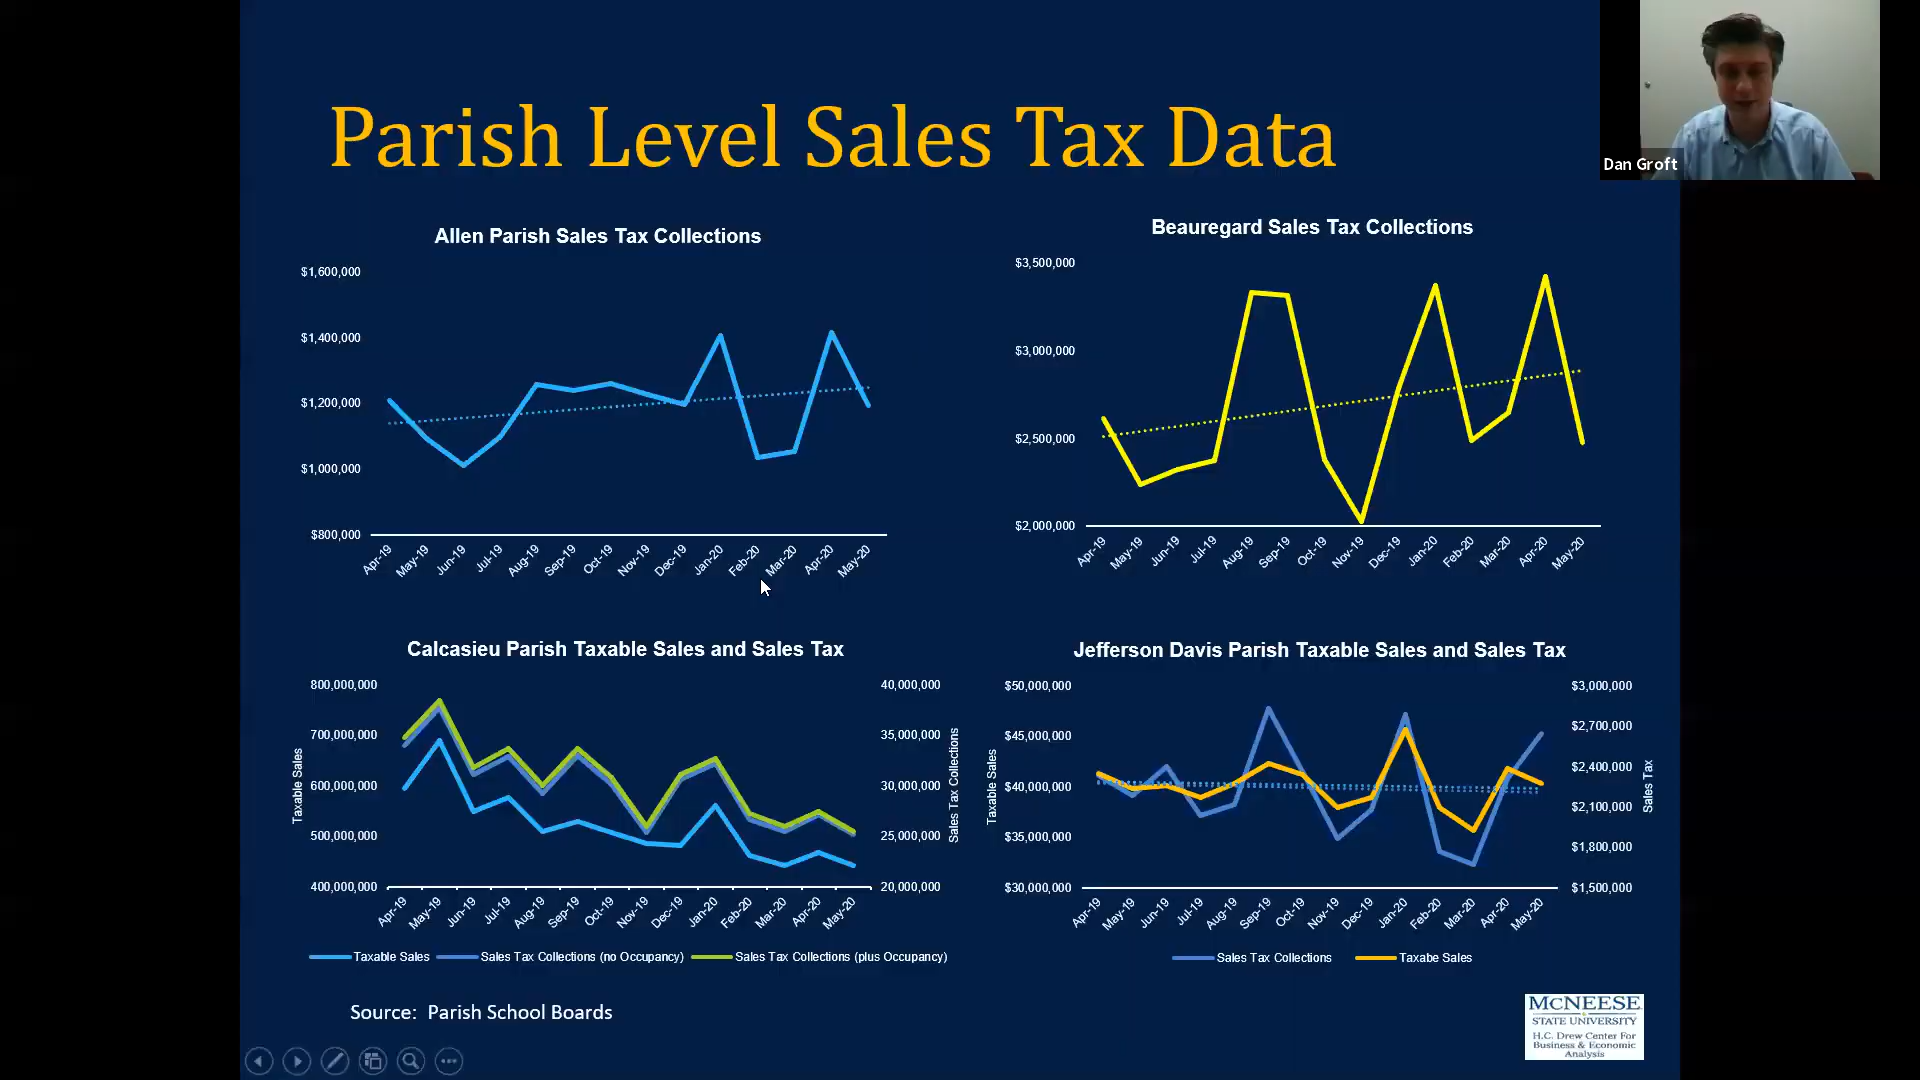 Parish Level Sales Tax Data
Dan Groft
Allen Parish Sales Tax Collections
$1,600,000
$1,400,000
$1,200,000
$1,000,000
$800,000
Apr-19 May-19 Jun-19 Jul-19 Aug-19 Sep-19 Oct-19 Nov-19 Dec-19 Jan-20 Feb-20 Mar-20 Apr-20 May-20
Beauregard Sales Tax Collections
$3,500,000
$3,000,000
$2,500,000
$2,000,000
Apr-19 May-19 Jun-19 Jul-19 Aug-19 Sep-19 Oct-19 Nov-19 Dec-19 Jan-20 Feb-20 Mar-20 Apr-20 May-20
Calcasieu Parish Taxable Sales and Sales Tax
Taxable Sales
800,000,000
700,000,000
600,000,000
500,000,000
400,000,000
40,000,000
35,000,000
30,000,000
25,000,000
20,000,000
Sales Tax Collections
Apr-19 May-19 Jun-19 Jul-19 Aug-19 Sep-19 Oct-19 Nov-19 Dec-19 Jan-20 Feb-20 Mar-20 Apr-20 May-20
Taxable Sales Sales Tax Collections (no Occupancy) Sales Tax Collections (plus Occupancy)
Jefferson Davis Parish Taxable Sales and Sales Tax
Taxable Sales
$50,000,000
$45,000,000
$40,000,000
$35,000,000
$30,000,000
$3,000,000
$2,700,000
$2,400,000
$2,100,000
$1,800,000
$1,500,000
Sales Tax
Apr-19 May-19 Jun-19 Jul-19 Aug-19 Sep-19 Oct-19 Nov-19 Dec-19 Jan-20 Feb-20 Mar-20 Apr-20 May-20
Sales Tax Collections Taxabe Sales
Source: Parish School Boards
McNEESE
STATE UNIVERSITY
H.C. Drew Center For
Business & Economic
Analysis